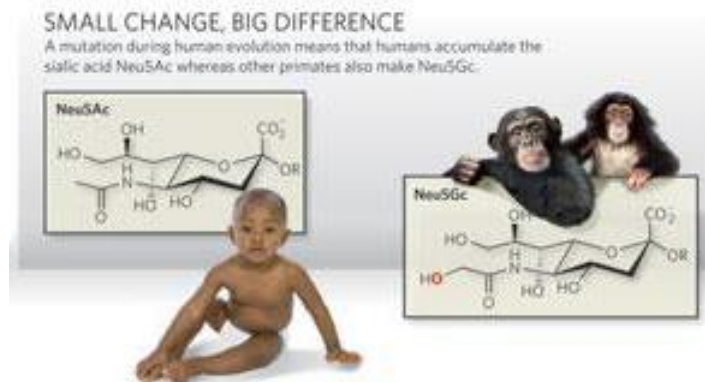 SMALL CHANGE, BIG DIFFERENCE
A mutation during human evolution means that humans accumulate the
sialic acid Neu5Ac whereas other primates also make Neu5Gc.
Neu5Ac
OH
CO₂⁻
HO
O
OR
H
N
HO
HO
O
Neu5Gc
OH
CO₂⁻
HO
O
OR
H
N
HO
HO
HO
O